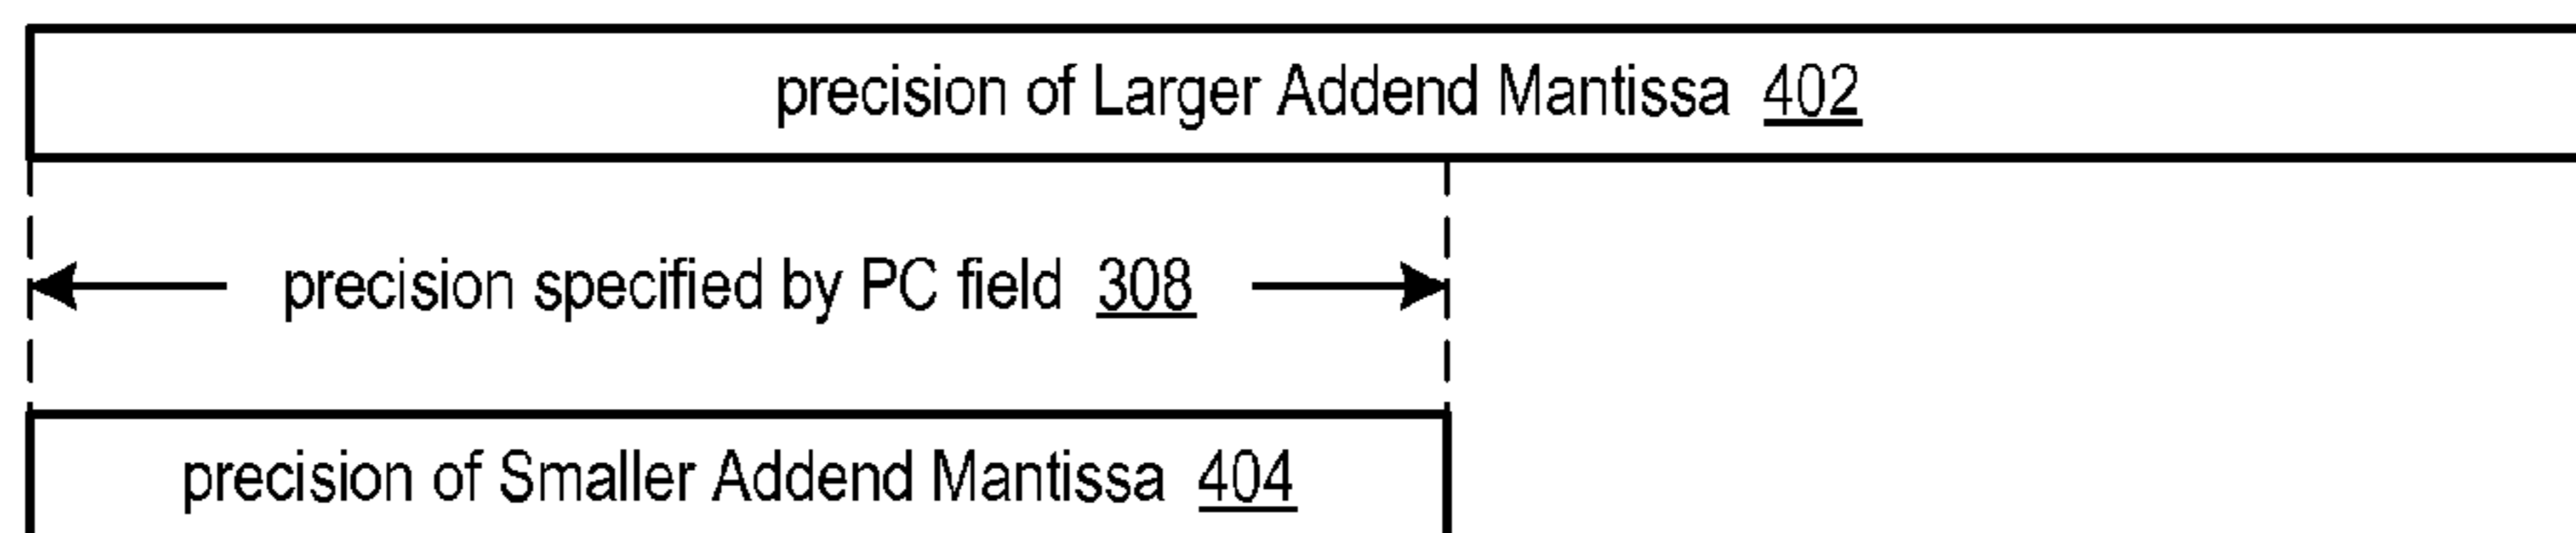 precision of Larger Addend Mantissa 402
precision specified by PC field 308
precision of Smaller Addend Mantissa 404